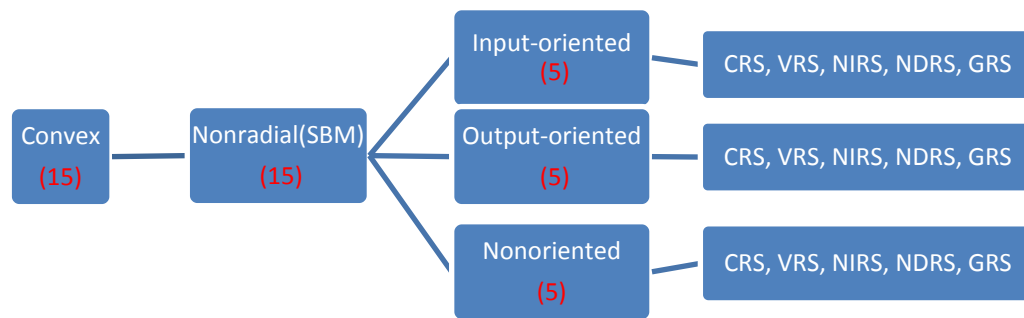 Convex
(15)
Nonradial(SBM)
(15)
Input-oriented
(5)
CRS, VRS, NIRS, NDRS, GRS
Output-oriented
(5)
CRS, VRS, NIRS, NDRS, GRS
Nonoriented
(5)
CRS, VRS, NIRS, NDRS, GRS